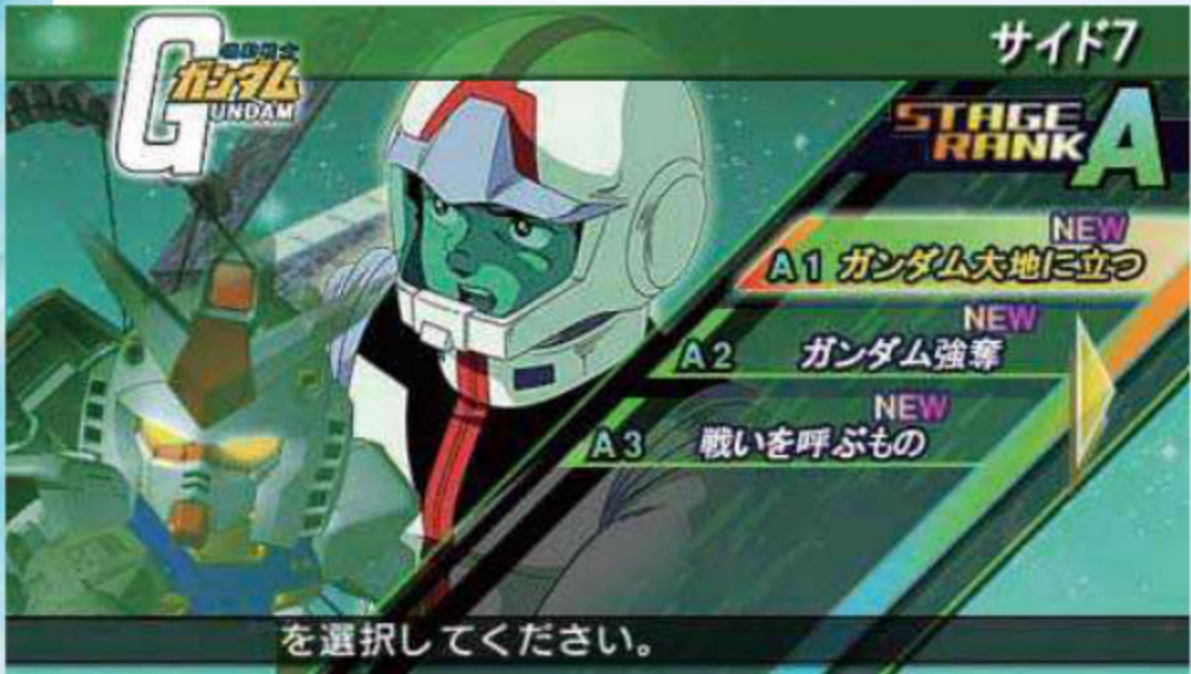 機動戦士
ガンダム
GUNDAM
サイド7
STAGE
RANK A
NEW
A1 ガンダム大地に立つ
NEW
A2 ガンダム強奪
NEW
A3 戦いを呼ぶもの
を選択してください。